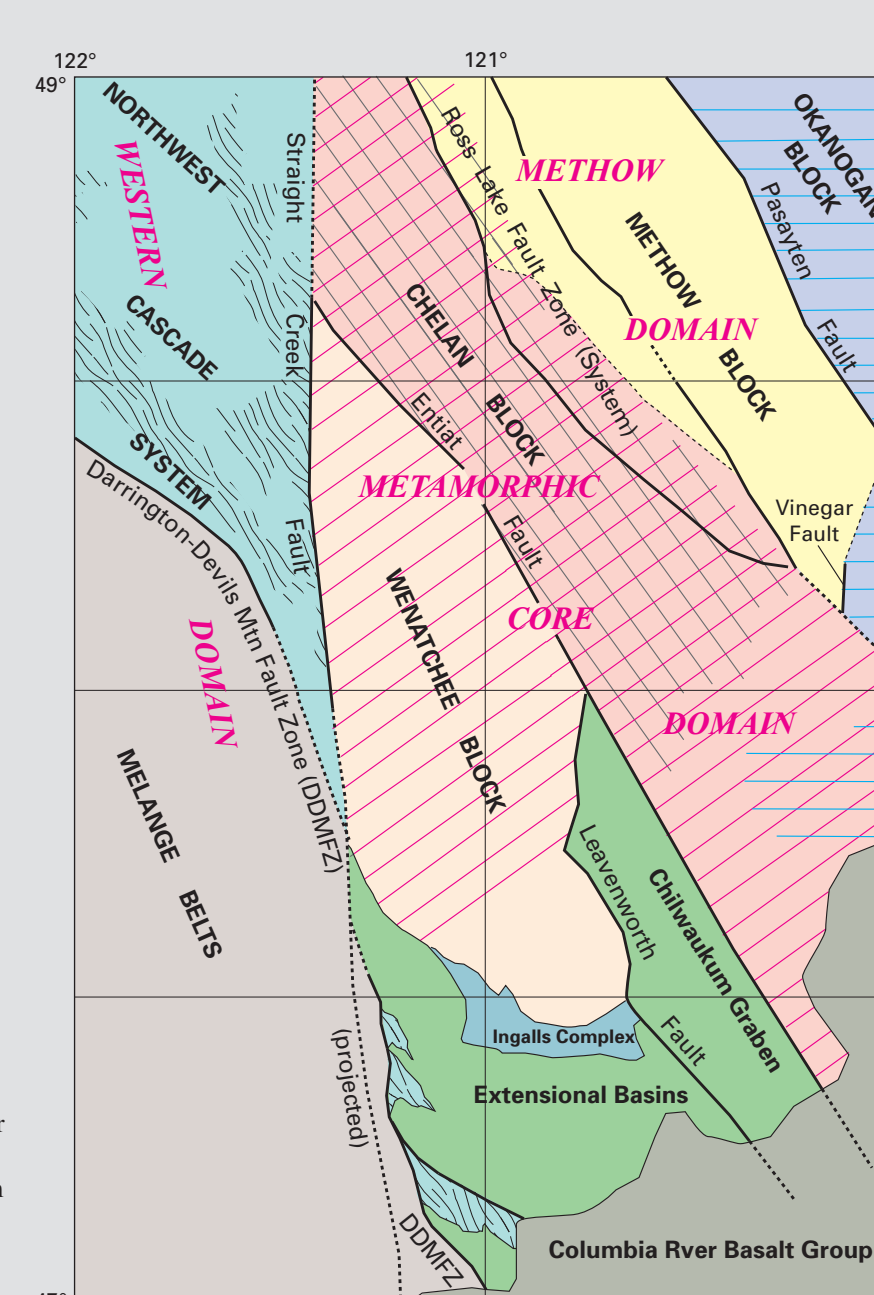 122°
121°
49°
NORTHWEST
CASCADE
SYSTEM
WESTERN
DOMAIN
Straight
Creek
Fault
Ross Lake Fault Zone (System)
METHOW
DOMAIN
METHOW
BLOCK
OKANOGAN
BLOCK
Pasayten
Fault
CHELAN
BLOCK
Entiat
Fault
METAMORPHIC
CORE
DOMAIN
Vinegar
Fault
Darrington-Devils Mtn Fault Zone (DDMFZ)
WENATCHEE
BLOCK
MELANGE
BELTS
Leavenworth
Fault
Chilwaukum Graben
Ingalls Complex
Extensional Basins
(projected)
DDMFZ
Columbia Rver Basalt Group